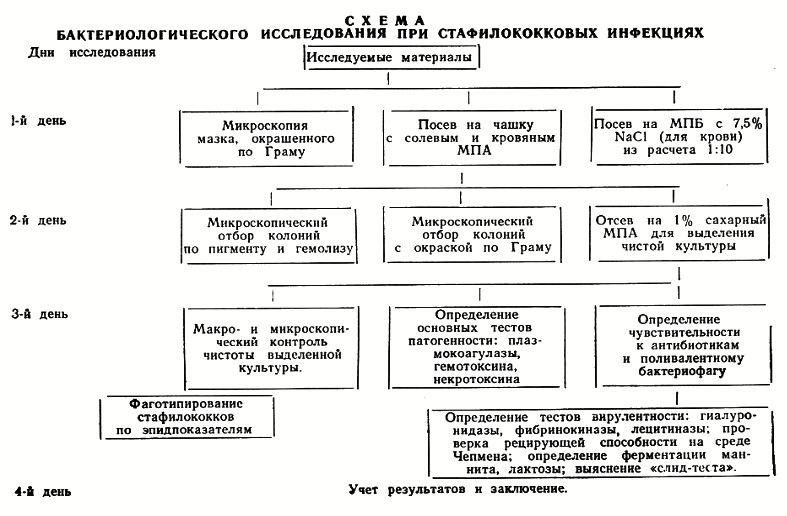 СХЕМА
БАКТЕРИОЛОГИЧЕСКОГО ИССЛЕДОВАНИЯ ПРИ СТАФИЛОКОККОВЫХ ИНФЕКЦИЯХ
Дни исследования
Исследуемые материалы
1-й день
Микроскопия
мазка, окрашенного
по Граму
Посев на чашку
с солевым и кровяным
МПА
Посев на МПБ с 7,5%
NaCl (для крови)
из расчета 1:10
2-й день
Микроскопический
отбор колоний
по пигменту и гемолизу
Микроскопический
отбор колоний
с окраской по Граму
Отсев на 1% сахарный
МПА для выделения
чистой культуры
3-й день
Макро- и микроскопи-
ческий контроль
чистоты выделенной
культуры.
Определение
основных тестов
патогенности: плаз-
мокоагулазы,
гемотоксина,
некротоксина
Определение
чувствительности
к антибиотикам
и поливалентному
бактериофагу
Фаготипирование
стафилококков
по эпидпоказателям
Определение тестов вирулентности: гиалуро-
нидазы, фибринокиназы, лецитиназы; про-
верка рецирующей способности на среде
Чепмена; определение ферментации ман-
нита, лактозы; выяснение «слид-теста».
4-й день
Учет результатов и заключение.